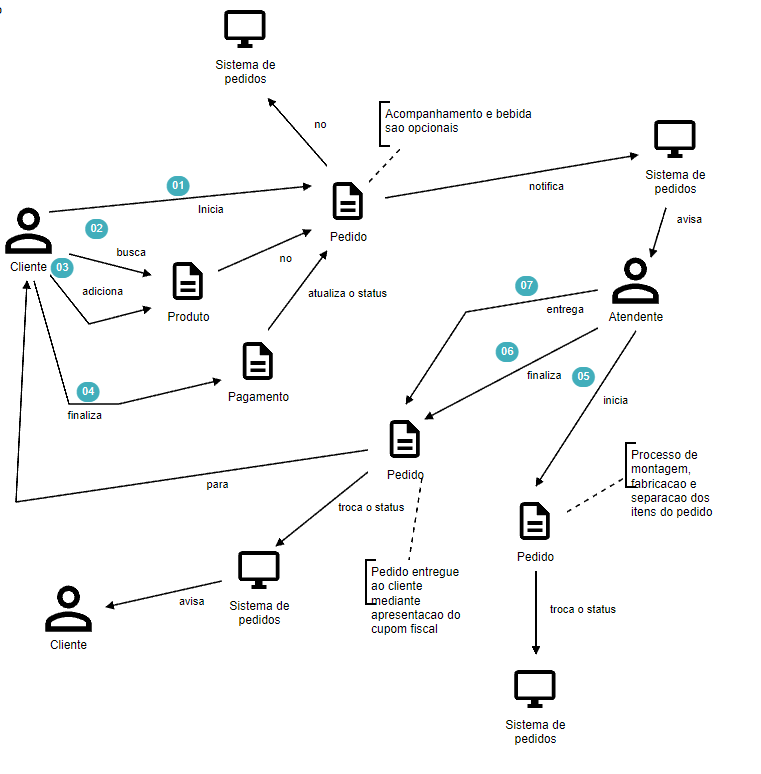 Sistema de
pedidos
no
Acompanhamento e bebida
sao opcionais
Sistema de
pedidos
01
Inicia
notifica
avisa
02
Pedido
busca
no
Cliente
03
adiciona
Produto
atualiza o status
07
entrega
Atendente
06
finaliza
05
04
finaliza
Pagamento
inicia
Pedido
Processo de
montagem,
fabricacao e
separacao dos
itens do pedido
para
troca o status
Pedido
Pedido entregue
ao cliente
mediante
apresentacao do
cupom fiscal
Sistema de
pedidos
avisa
Cliente
troca o status
Sistema de
pedidos